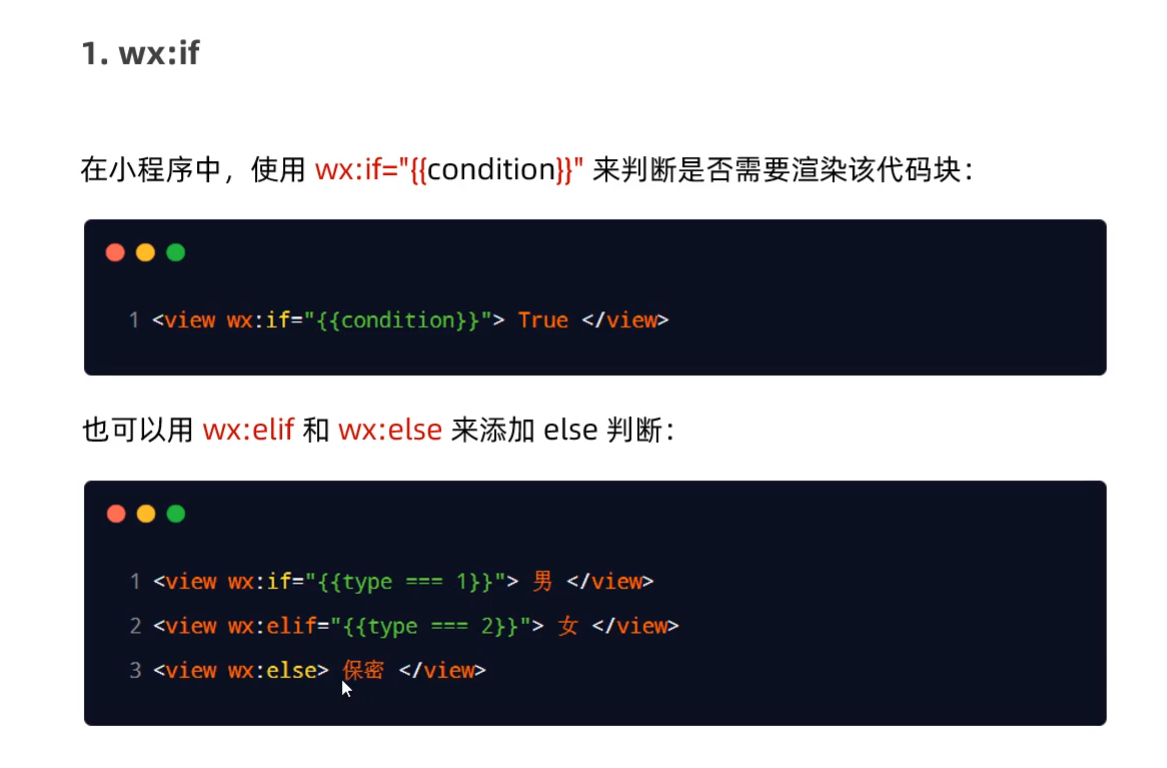 1. wx:if
在小程序中，使用 wx:if="{{condition}}" 来判断是否需要渲染该代码块：
1 <view wx:if="{{condition}}"> True </view>
也可以用 wx:elif 和 wx:else 来添加 else 判断：
1 <view wx:if="{{type === 1}}"> 男 </view>
2 <view wx:elif="{{type === 2}}"> 女 </view>
3 <view wx:else> 保密 </view>